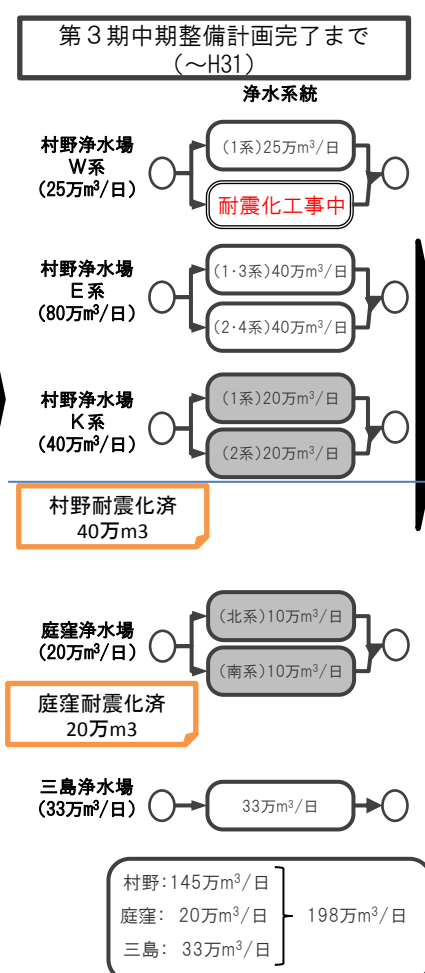 第3期中期整備計画完了まで
(～H31)
浄水系統
村野浄水場
W系
(25万m³/日)
(1系)25万m³/日
耐震化工事中
村野浄水場
E系
(80万m³/日)
(1･3系)40万m³/日
(2･4系)40万m³/日
村野浄水場
K系
(40万m³/日)
(1系)20万m³/日
(2系)20万m³/日
村野耐震化済
40万m3
庭窪浄水場
(20万m³/日)
(北系)10万m³/日
(南系)10万m³/日
庭窪耐震化済
20万m3
三島浄水場
(33万m³/日)
33万m³/日
村野:145万m³/日
庭窪: 20万m³/日
198万m³/日
三島: 33万m³/日